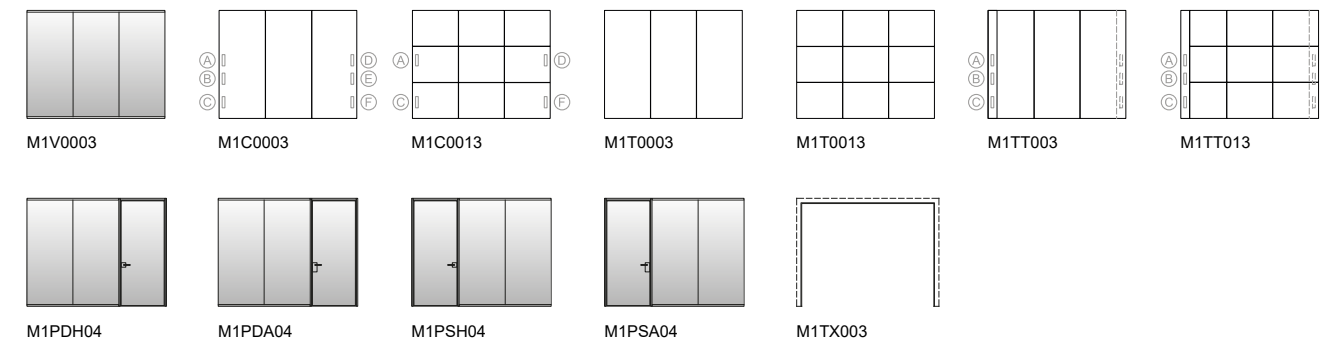 A D A D A A
B E B B
C F C F C C
M1V0003 M1C0003 M1C0013 M1T0003 M1T0013 M1TT003 M1TT013
M1PDH04 M1PDA04 M1PSH04 M1PSA04 M1TX003